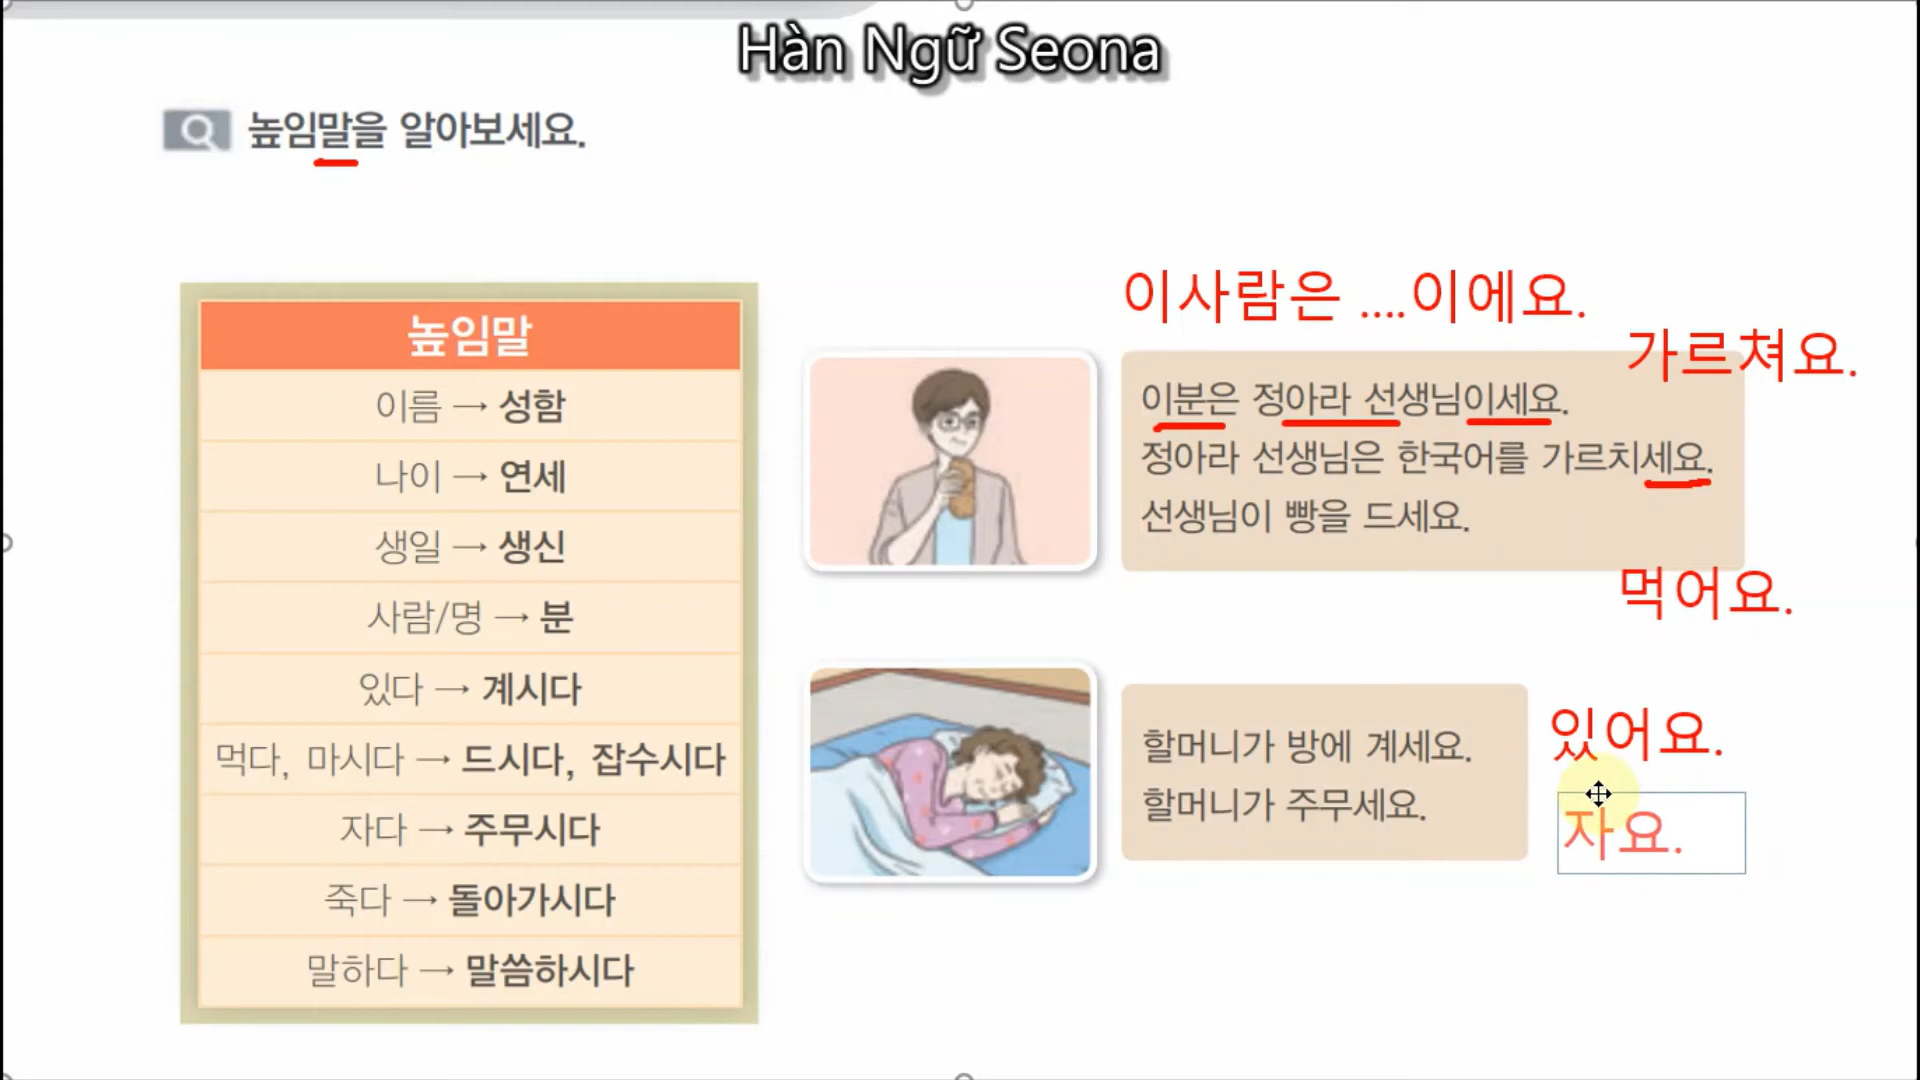 Hàn Ngữ Seona
높임말을 알아보세요.
높임말
이름 → 성함
나이 → 연세
생일 → 생신
사람/명 → 분
있다 → 계시다
먹다, 마시다 → 드시다, 잡수시다
자다 → 주무시다
죽다 → 돌아가시다
말하다 → 말씀하시다
이사람은 ....이에요.
가르쳐요.
이분은 정아라 선생님이세요.
정아라 선생님은 한국어를 가르치세요.
선생님이 빵을 드세요.
먹어요.
할머니가 방에 계세요.
있어요.
할머니가 주무세요.
자요.